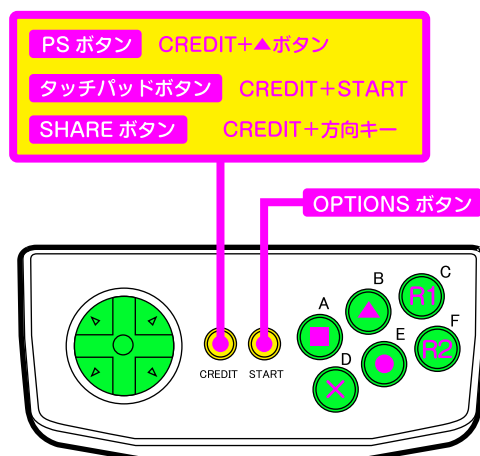 PS ボタン CREDIT+▲ボタン
タッチパッドボタン CREDIT+START
SHARE ボタン CREDIT+方向キー
OPTIONS ボタン
A
B
C
D
E
F
R1
R2
CREDIT START